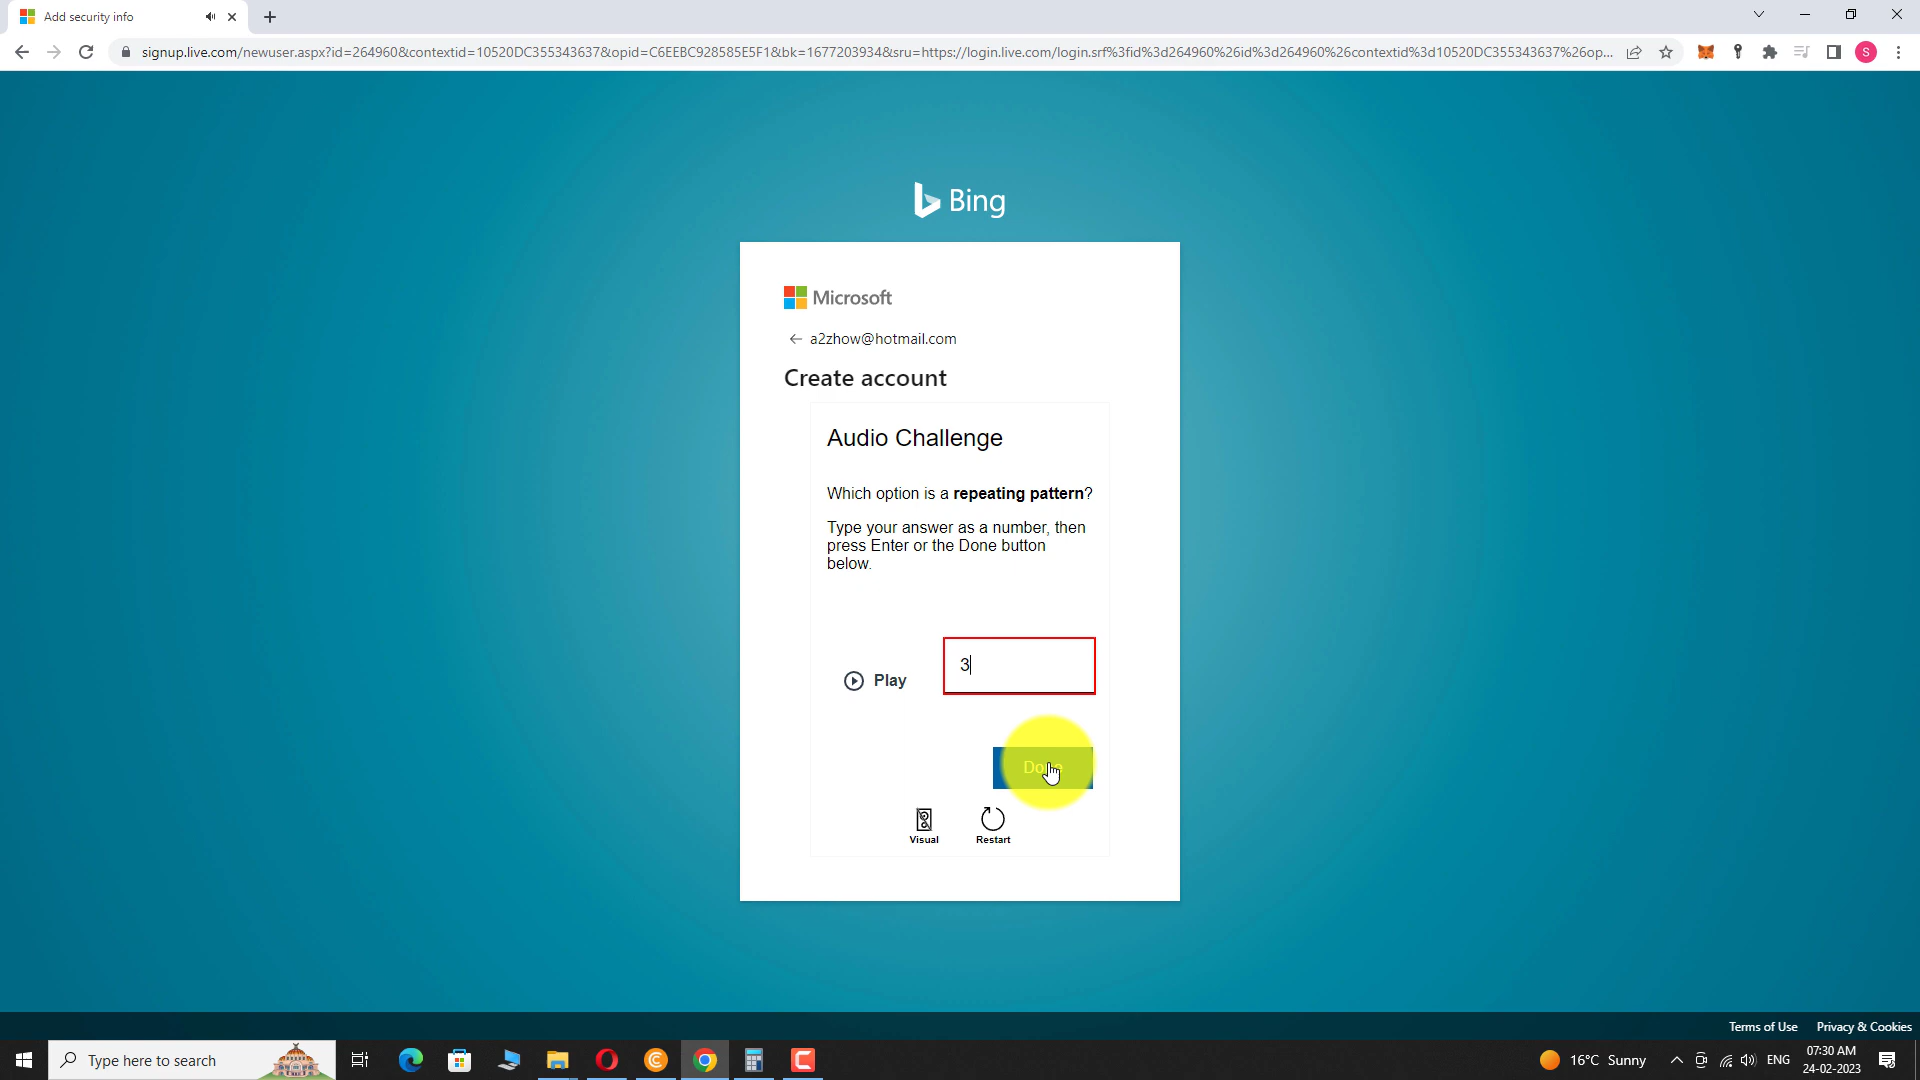 Add security info
signup.live.com/newuser.aspx?id=264960&contextid=10520DC355343637&opid=C6EEBC928585E5F1&bk=1677203934&sru=https://login.live.com/login.srf%3fid%3d264960%26id%3d264960%26contextid%3d10520DC355343637%26op...
S
Bing
Microsoft
a2zhow@hotmail.com
Create account
Audio Challenge
Which option is a repeating pattern?
Type your answer as a number, then
press Enter or the Done button
below.
3
Play
Done
Visual
Restart
Terms of Use
Privacy & Cookies
Type here to search
16°C Sunny
ENG
07:30 AM
24-02-2023